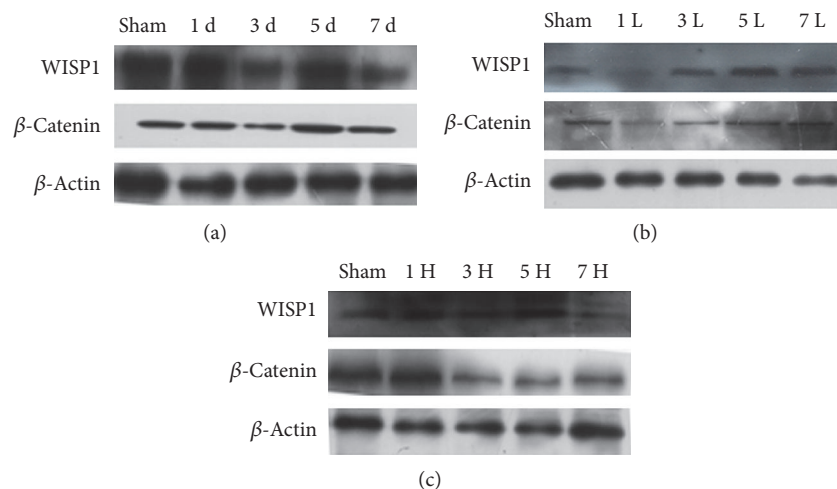 Sham 1 d 3 d 5 d 7 d
WISP1
β-Catenin
β-Actin
(a)
Sham 1 L 3 L 5 L 7 L
WISP1
β-Catenin
β-Actin
(b)
Sham 1 H 3 H 5 H 7 H
WISP1
β-Catenin
β-Actin
(c)